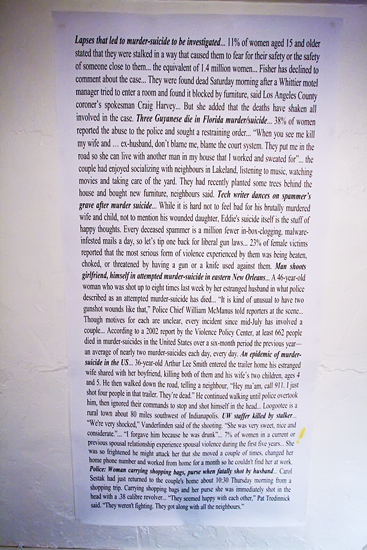 Lapses that led to murder-suicide to be investigated... 11% of women aged 15 and older
stated that they were stalked in a way that caused them to fear for their safety or the safety
of someone close to them... the equivalent of 1.4 million women... Fisher has declined to
comment about the case... They were found dead Saturday morning after a Whittier motel
manager tried to enter a room and found it blocked by furniture, said Los Angeles County
coroner's spokesman Craig Harvey... But she added that the deaths have shaken all
involved in the case. Three Guyanese die in Florida murder/suicide... 38% of women
reported the abuse to the police and sought a restraining order... "When you see me kill
my wife and … ex-husband, don't blame me, blame the court system. They put me in the
road so she can live with another man in my house that I worked and sweated for"... the
couple had enjoyed socializing with neighbours in Lakeland, listening to music, watching
movies and taking care of the yard. They had recently planted some trees behind the
house and bought new furniture, neighbours said. Tech writer dances on spammer's
grave after murder suicide... While it is hard not to feel bad for his brutally murdered
wife and child, not to mention his wounded daughter, Eddie's suicide itself is the stuff of
happy thoughts. Every deceased spammer is a million fewer in-box-clogging, malware-
infested mails a day, so let's tip one back for liberal gun laws... 23% of female victims
reported that the most serious form of violence experienced by them was being beaten,
choked, or threatened by having a gun or a knife used against them. Man shoots
girlfriend, himself in attempted murder-suicide in eastern New Orleans... A 46-year-old
woman who was shot up to eight times last week by her estranged husband in what police
described as an attempted murder-suicide has died... "It is kind of unusual to have two
gunshot wounds like that," Police Chief William McManus told reporters at the scene...
Though motives for each are unclear, every incident since mid-July has involved a
couple... According to a 2002 report by the Violence Policy Center, at least 662 people
died in murder-suicides in the United States over a six-month period the previous year—
an average of nearly two murder-suicides each day, every day. An epidemic of murder-
suicide in the US... 36-year-old Arthur Lee Smith entered the trailer home his estranged
wife shared with her boyfriend, killing both of them and his wife's two children, ages 4
and 5. He then walked down the road, telling a neighbour, "Hey ma'am, call 911. I just
shot four people in that trailer. They're dead." He continued walking until police overtook
him, then ignored their commands to stop and shot himself in the head... Loogootee is a
rural town about 80 miles southwest of Indianapolis. UW staffer killed by stalker...
"We're very shocked," Vanderlinden said of the shooting. "She was very sweet, nice and
considerate."... "I forgave him because he was drunk"... 7% of women in a current or
previous spousal relationship experience spousal violence during the first five years... She
was so frightened he might attack her that she moved a couple of times, changed her
home phone number and worked from home for a month so he couldn't find her at work.
Police: Woman carrying shopping bags, purse when fatally shot by husband... Carol
Sestak had just returned to the couple's home about 10:30 Thursday morning from a
shopping trip. Carrying shopping bags and her purse she was immediately shot in the
head with a .38 calibre revolver... "They seemed happy with each other," Pat Tredinnick
said. "They weren't fighting. They got along with all the neighbours."